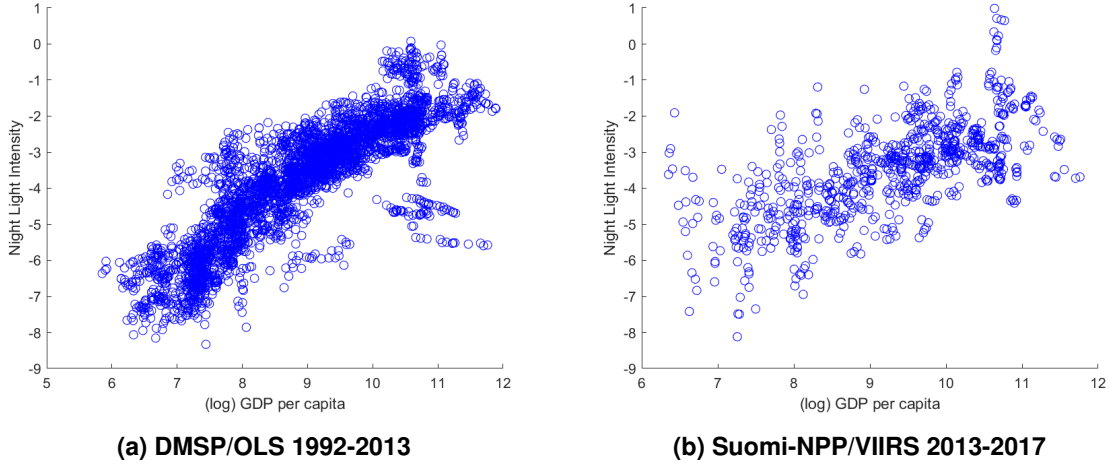 1
0
-1
-2
-3
-4
-5
-6
-7
-8
-9
Night Light Intensity
5 6 7 8 9 10 11 12
(log) GDP per capita
(a) DMSP/OLS 1992-2013
1
0
-1
-2
-3
-4
-5
-6
-7
-8
-9
Night Light Intensity
6 7 8 9 10 11 12
(log) GDP per capita
(b) Suomi-NPP/VIIRS 2013-2017